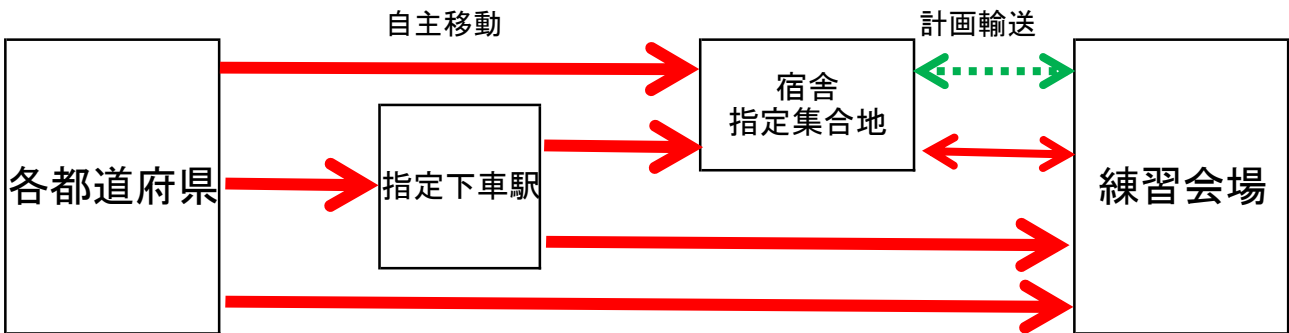 自主移動
計画輸送
各都道府県
指定下車駅
宿舎
指定集合地
練習会場